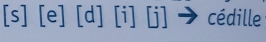 [s] [e] [d] [i] [j] → cédille